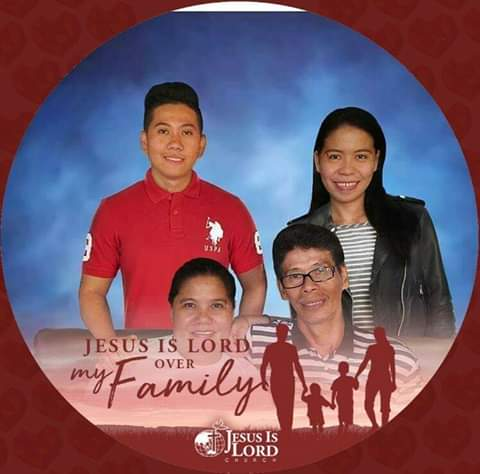 USPA
JESUS IS LORD
OVER
my Family
JESUS IS
LORD
CHURCH